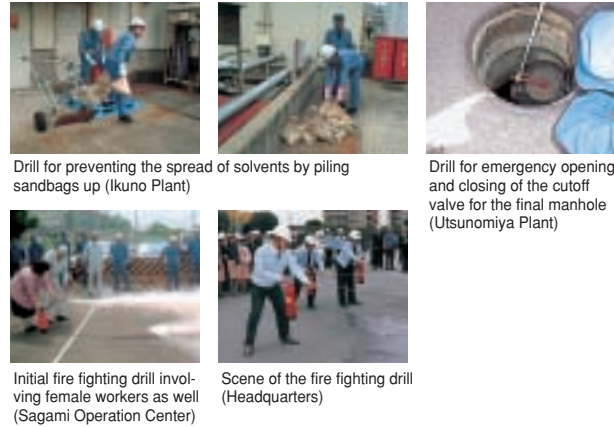 Drill for preventing the spread of solvents by piling
sandbags up (Ikuno Plant)
Drill for emergency opening
and closing of the cutoff
valve for the final manhole
(Utsunomiya Plant)
Initial fire fighting drill invol-
ving female workers as well
(Sagami Operation Center)
Scene of the fire fighting drill
(Headquarters)